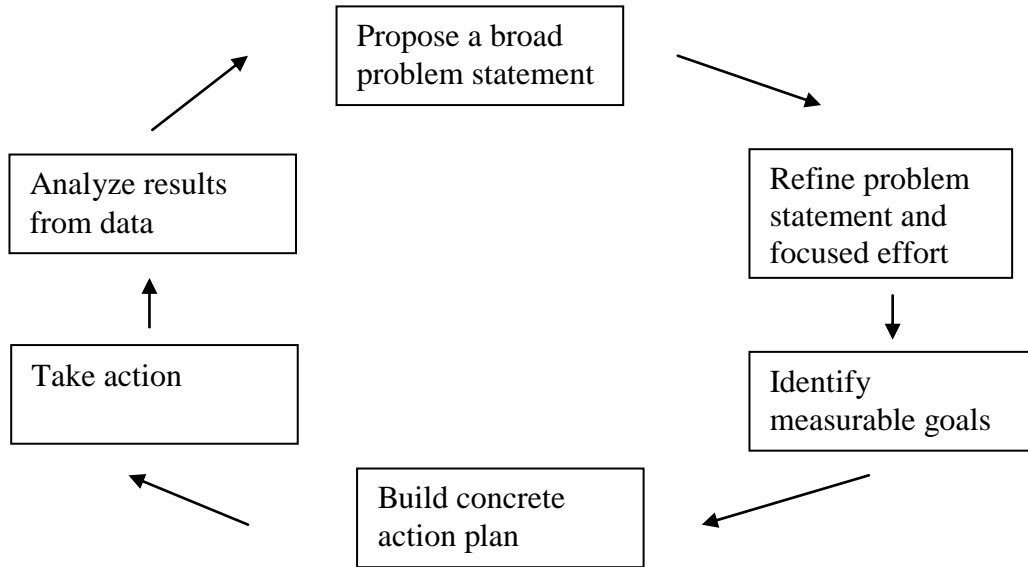 Propose a broad
problem statement
Refine problem
statement and
focused effort
Identify
measurable goals
Build concrete
action plan
Take action
Analyze results
from data